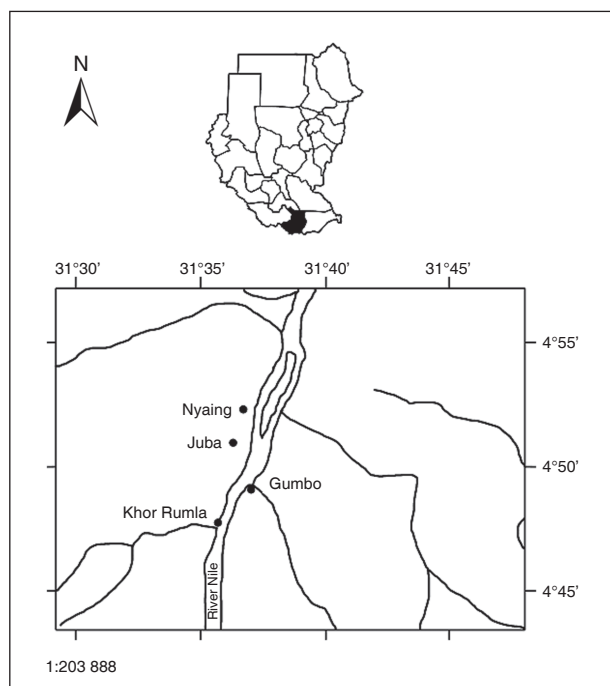 N
31°30’ 31°35’ 31°40’ 31°45’
4°55’
Nyaing
Juba
4°50’
Gumbo
Khor Rumla
River Nile
4°45’
1:203 888